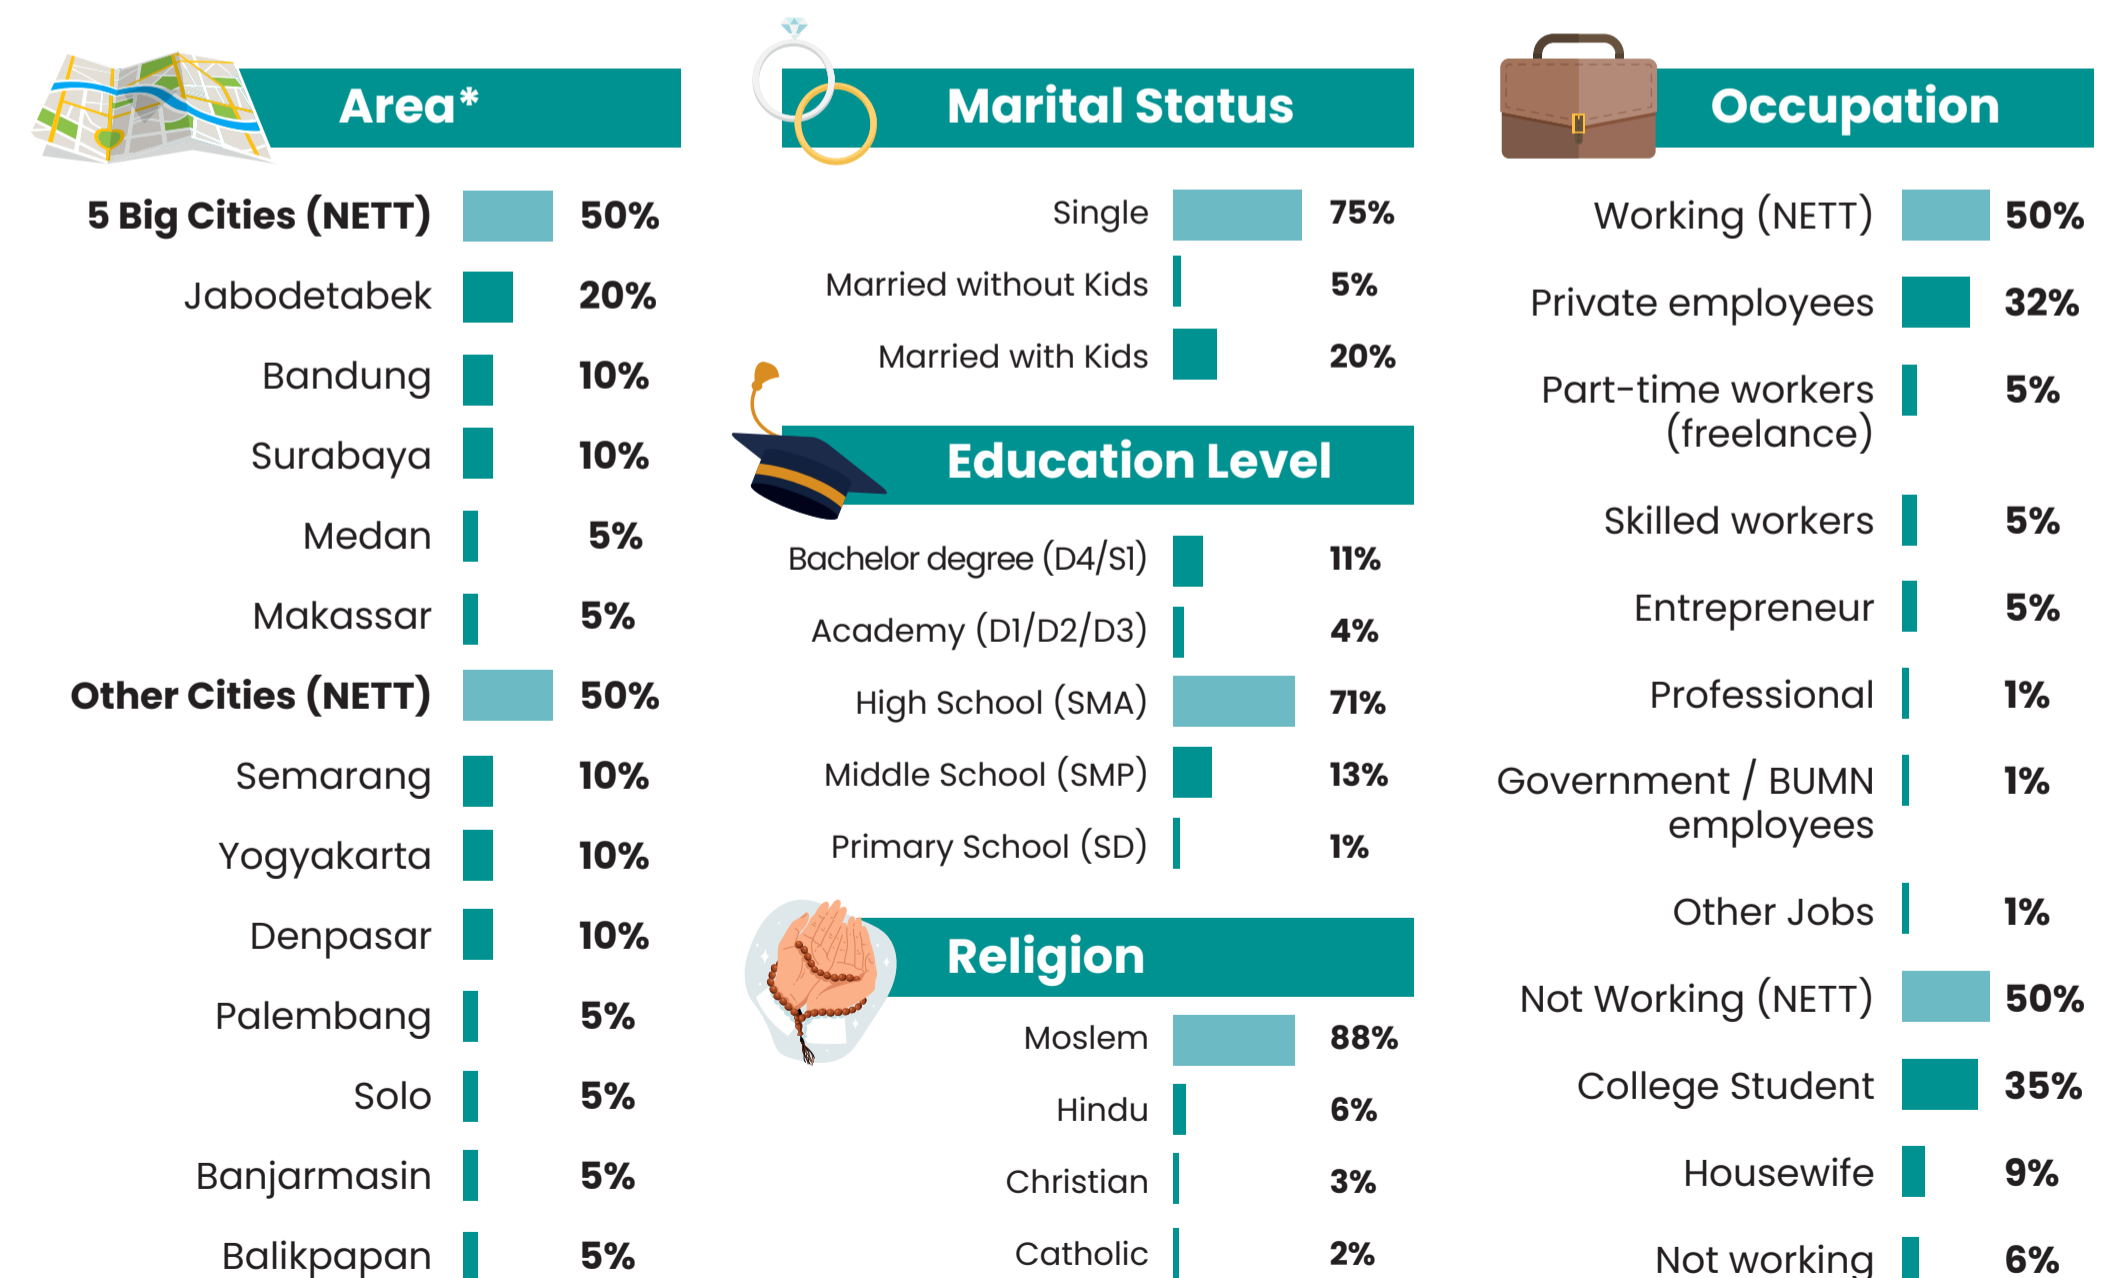 Area*
5 Big Cities (NETT) 50%
Jabodetabek 20%
Bandung 10%
Surabaya 10%
Medan 5%
Makassar 5%
Other Cities (NETT) 50%
Semarang 10%
Yogyakarta 10%
Denpasar 10%
Palembang 5%
Solo 5%
Banjarmasin 5%
Balikpapan 5%
Marital Status
Single 75%
Married without Kids 5%
Married with Kids 20%
Education Level
Bachelor degree (D4/S1) 11%
Academy (D1/D2/D3) 4%
High School (SMA) 71%
Middle School (SMP) 13%
Primary School (SD) 1%
Religion
Moslem 88%
Hindu 6%
Christian 3%
Catholic 2%
Occupation
Working (NETT) 50%
Private employees 32%
Part-time workers 5%
(freelance)
Skilled workers 5%
Entrepreneur 5%
Professional 1%
Government / BUMN 1%
employees
Other Jobs 1%
Not Working (NETT) 50%
College Student 35%
Housewife 9%
Not working 6%